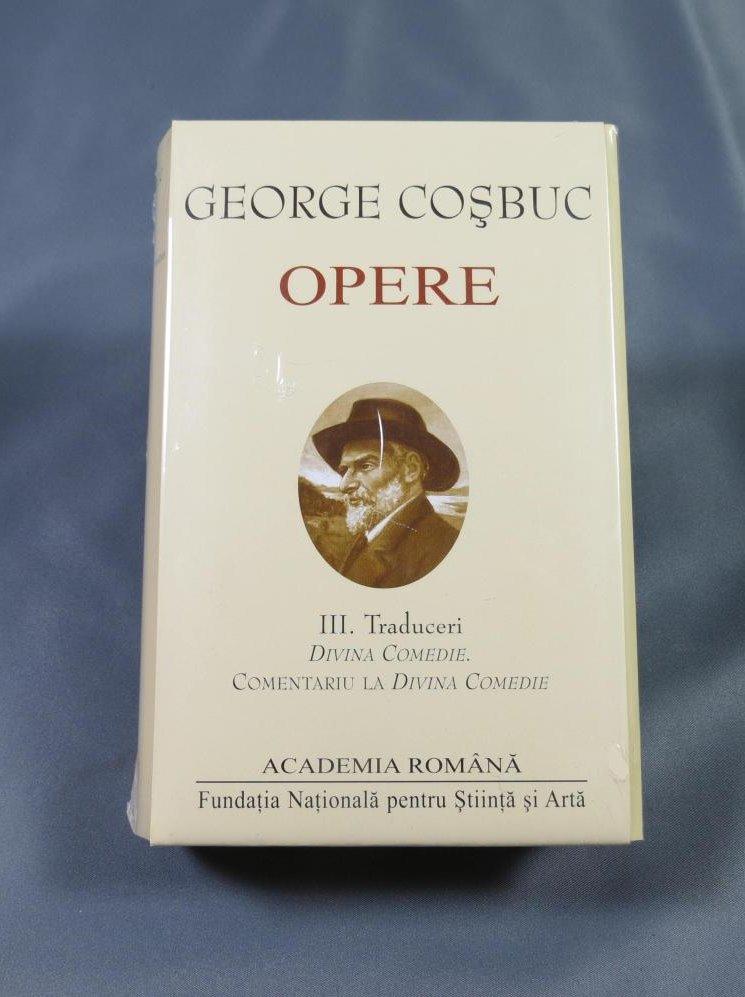 GEORGE COŞBUC
OPERE
III. Traduceri
DIVINA COMEDIE.
COMENTARIU LA DIVINA COMEDIE
ACADEMIA ROMÂNĂ
Fundaţia Naţională pentru Ştiinţă şi Artă